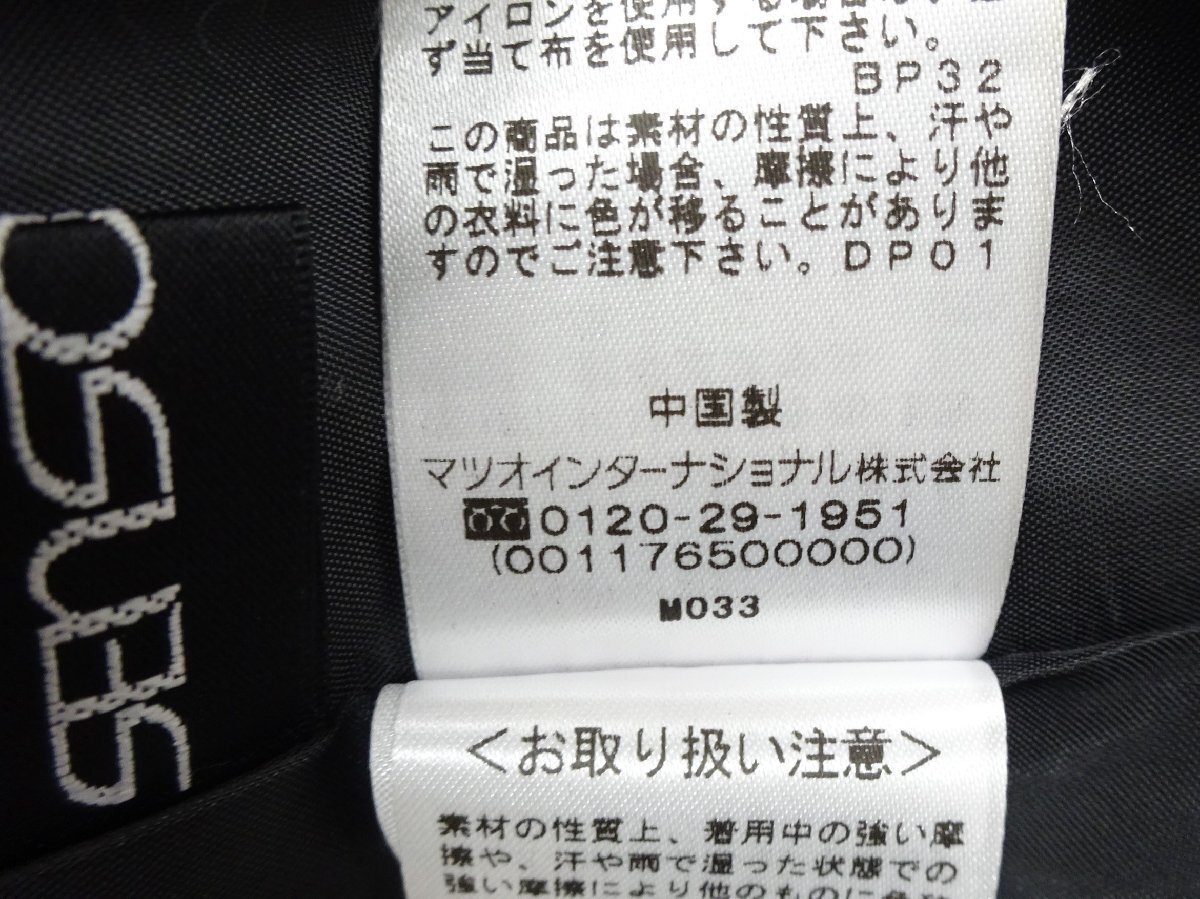 アイロンを使用する場合は必
ず当て布を使用して下さい。
BP32
この商品は素材の性質上、汗や
雨で湿った場合、摩擦により他
の衣料に色が移ることがありま
すのでご注意下さい。DP01
中国製
マツオインターナショナル株式会社
0120-29-1951
(001176500000)
M033
＜お取り扱い注意＞
素材の性質上、着用中の強い摩
擦や、汗や雨で湿った状態での
強い摩擦により他のものに色